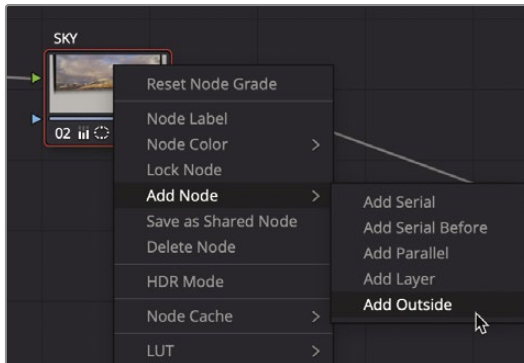 SKY
02
Reset Node Grade
Node Label
Node Color
Lock Node
Add Node
Save as Shared Node
Delete Node
HDR Mode
Node Cache
LUT
Add Serial
Add Serial Before
Add Parallel
Add Layer
Add Outside